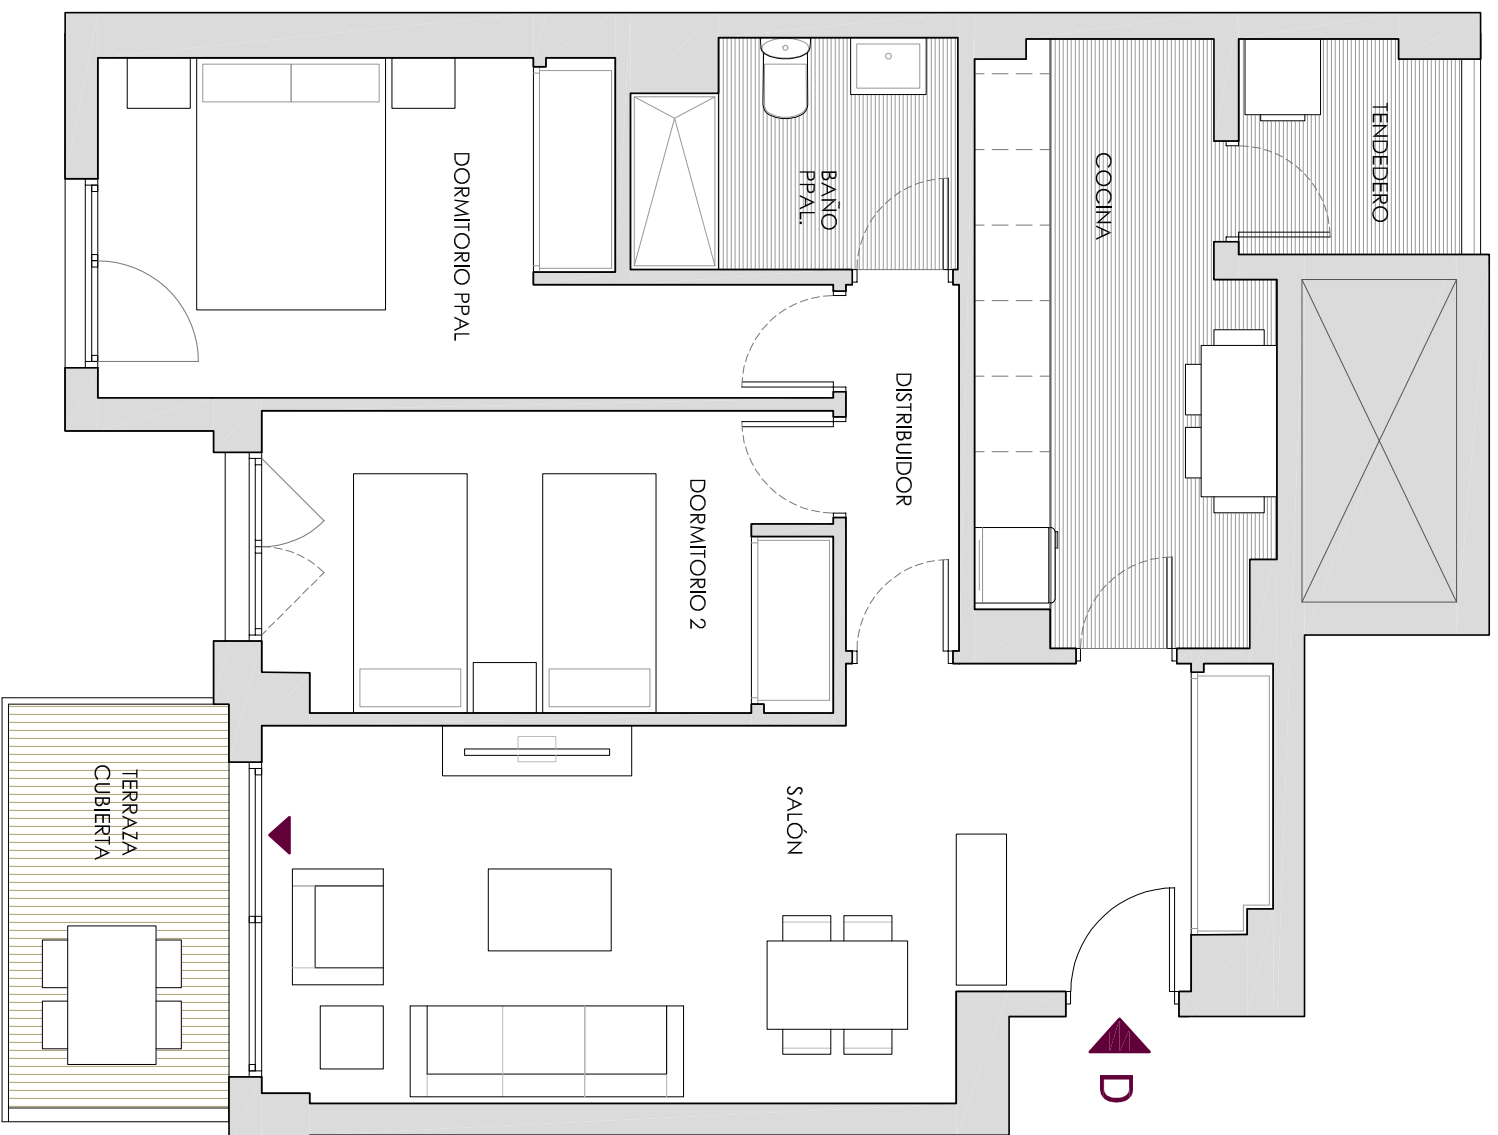 TENDEDERO
COCINA
BAÑO
PPAL.
DORMITORIO PPAL
DISTRIBUIDOR
DORMITORIO 2
SALÓN
TERRAZA
CUBIERTA
D